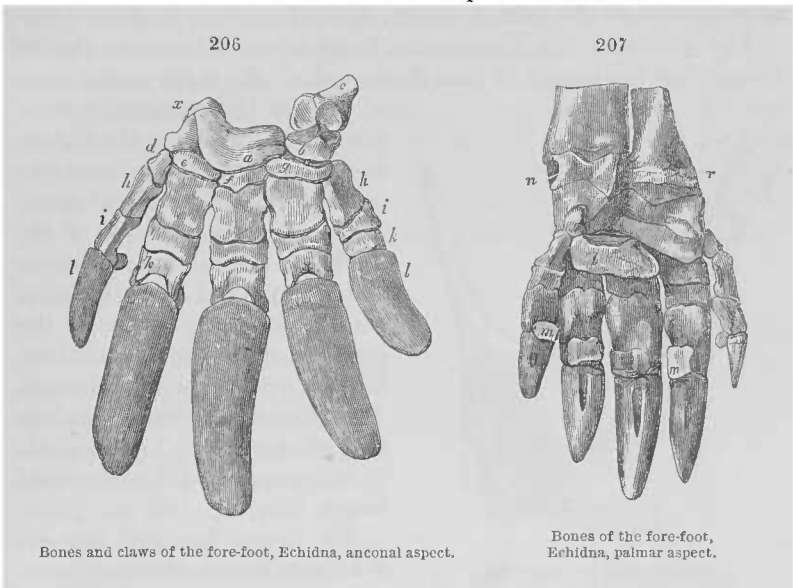 206
207
x
c
d
e
a
b
f
g
h
h
i
i
k
k
l
l
n
r
l
m
m
g
Bones and claws of the fore-foot, Echidna, anconal aspect.
Bones of the fore-foot,
Echidna, palmar aspect.